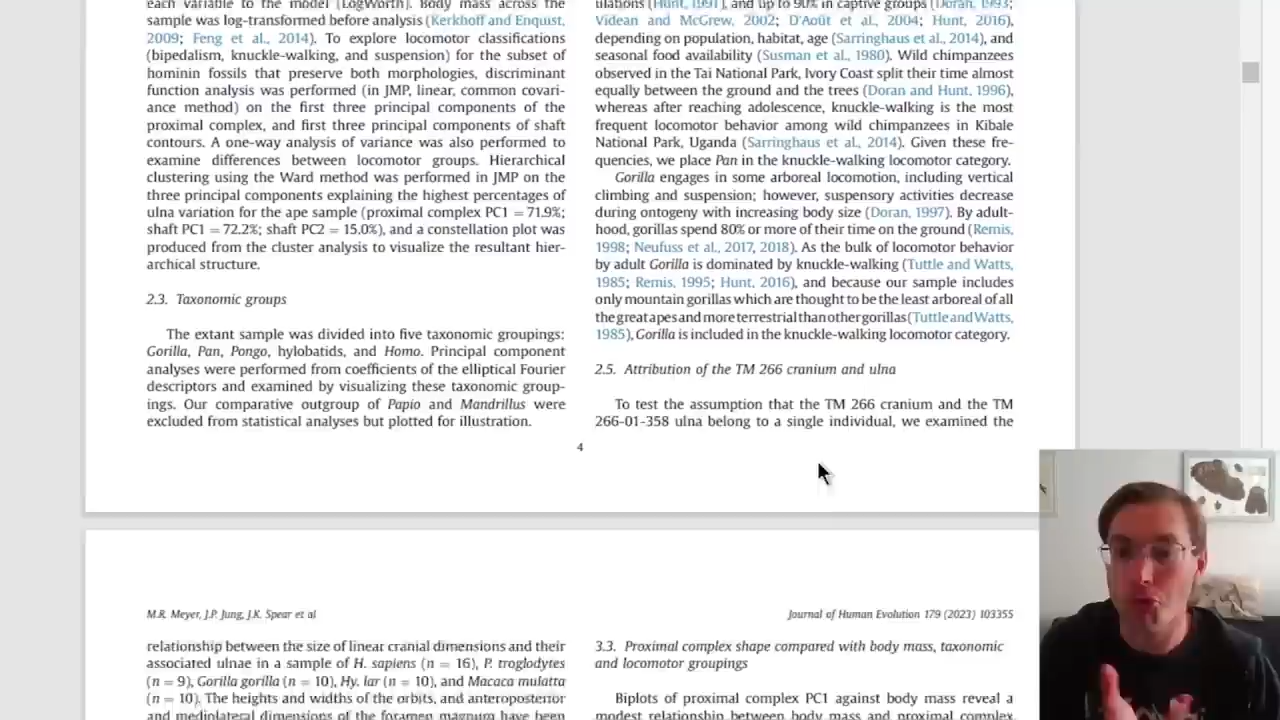 each variable to the model (LogWorth). Body mass across the
sample was log-transformed before analysis (Kerkhoff and Enquist,
2009; Feng et al., 2014). To explore locomotor classifications
(bipedalism, knuckle-walking, and suspension) for the subset of
hominin fossils that preserve both morphologies, discriminant
function analysis was performed (in JMP, linear, common covari-
ance method) on the first three principal components of the
proximal complex, and first three principal components of shaft
contours. A one-way analysis of variance was also performed to
examine differences between locomotor groups. Hierarchical
clustering using the Ward method was performed in JMP on the
three principal components explaining the highest percentages of
ulna variation for the ape sample (proximal complex PC1 = 71.9%;
shaft PC1 = 72.2%; shaft PC2 = 15.0%), and a constellation plot was
produced from the cluster analysis to visualize the resultant hier-
archical structure.
2.3. Taxonomic groups
The extant sample was divided into five taxonomic groupings:
Gorilla, Pan, Pongo, hylobatids, and Homo. Principal component
analyses were performed from coefficients of the elliptical Fourier
descriptors and examined by visualizing these taxonomic group-
ings. Our comparative outgroup of Papio and Mandrillus were
excluded from statistical analyses but plotted for illustration.
ulations (Hunt, 1991), and up to 90% in captive groups (Doran, 1993;
Videan and McGrew, 2002; D'Août et al., 2004; Hunt, 2016),
depending on population, habitat, age (Sarringhaus et al., 2014), and
seasonal food availability (Susman et al., 1980). Wild chimpanzees
observed in the Tai National Park, Ivory Coast split their time almost
equally between the ground and the trees (Doran and Hunt, 1996),
whereas after reaching adolescence, knuckle-walking is the most
frequent locomotor behavior among wild chimpanzees in Kibale
National Park, Uganda (Sarringhaus et al., 2014). Given these fre-
quencies, we place Pan in the knuckle-walking locomotor category.
Gorilla engages in some arboreal locomotion, including vertical
climbing and suspension; however, suspensory activities decrease
during ontogeny with increasing body size (Doran, 1997). By adult-
hood, gorillas spend 80% or more of their time on the ground (Remis,
1998; Neufuss et al., 2017, 2018). As the bulk of locomotor behavior
by adult Gorilla is dominated by knuckle-walking (Tuttle and Watts,
1985; Remis, 1995; Hunt, 2016), and because our sample includes
only mountain gorillas which are thought to be the least arboreal of all
the great apes and more terrestrial than other gorillas (Tuttle and Watts,
1985), Gorilla is included in the knuckle-walking locomotor category.
2.5. Attribution of the TM 266 cranium and ulna
To test the assumption that the TM 266 cranium and the TM
266-01-358 ulna belong to a single individual, we examined the
4
M.R. Meyer, J.P. Jung, J.K. Spear et al
Journal of Human Evolution 179 (2023) 103355
relationship between the size of linear cranial dimensions and their
associated ulnae in a sample of H. sapiens (n = 16), P. troglodytes
(n = 9), Gorilla gorilla (n = 10), Hy. lar (n = 10), and Macaca mulatta
(n = 10). The heights and widths of the orbits, and anteroposterior
and mediolateral dimensions of the foramen magnum have been
3.3. Proximal complex shape compared with body mass, taxonomic
and locomotor groupings
Biplots of proximal complex PC1 against body mass reveal a
modest relationship between body mass and proximal complex